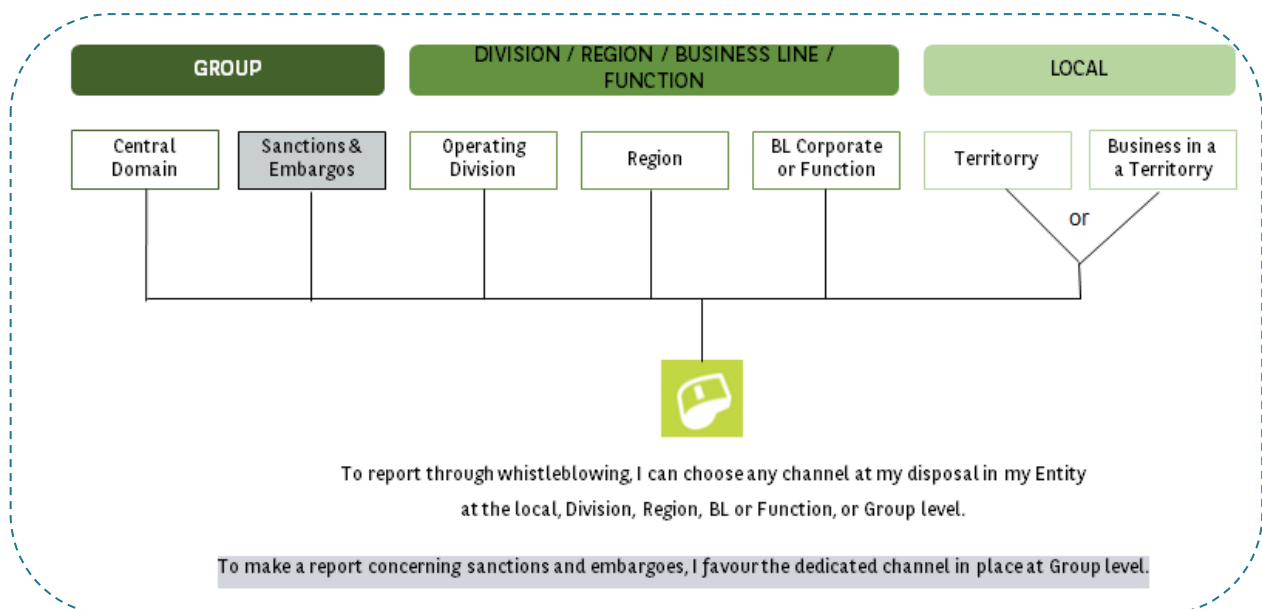 GROUP
DIVISION / REGION / BUSINESS LINE /
FUNCTION
LOCAL
Central
Domain
Sanctions &
Embargos
Operating
Division
Region
BL Corporate
or Function
Territorry
Business in a
a Territorry
or
To report through whistleblowing, I can choose any channel at my disposal in my Entity
at the local, Division, Region, BL or Function, or Group level.
To make a report concerning sanctions and embargoes, I favour the dedicated channel in place at Group level.